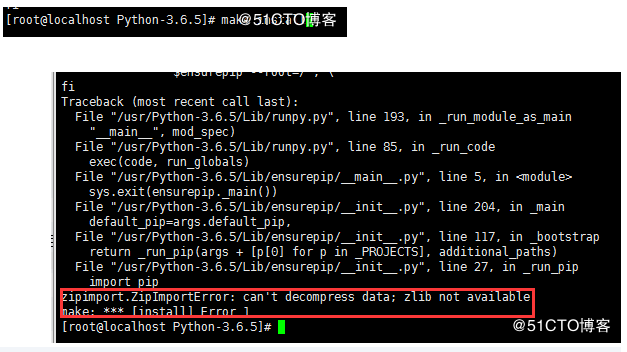 fi
[root@localhost Python-3.6.5]# make insta
@51CTO博客
$ensurepip --root=/ ; \
fi
Traceback (most recent call last):
File "/usr/Python-3.6.5/Lib/runpy.py", line 193, in _run_module_as_main
"__main__", mod_spec)
File "/usr/Python-3.6.5/Lib/runpy.py", line 85, in _run_code
exec(code, run_globals)
File "/usr/Python-3.6.5/Lib/ensurepip/__main__.py", line 5, in <module>
sys.exit(ensurepip._main())
File "/usr/Python-3.6.5/Lib/ensurepip/__init__.py", line 204, in _main
default_pip=args.default_pip,
File "/usr/Python-3.6.5/Lib/ensurepip/__init__.py", line 117, in _bootstrap
return _run_pip(args + [p[0] for p in _PROJECTS], additional_paths)
File "/usr/Python-3.6.5/Lib/ensurepip/__init__.py", line 27, in _run_pip
import pip
zipimport.ZipImportError: can't decompress data; zlib not available
make: *** [install] Error 1
[root@localhost Python-3.6.5]#
@51CTO博客